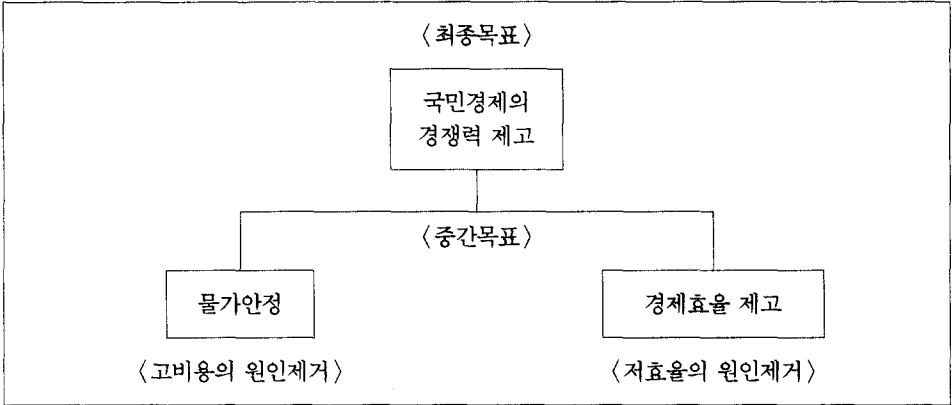 〈최종목표〉
국민경제의
경쟁력 제고
〈중간목표〉
물가안정
경제효율 제고
〈고비용의 원인제거〉
〈저효율의 원인제거〉